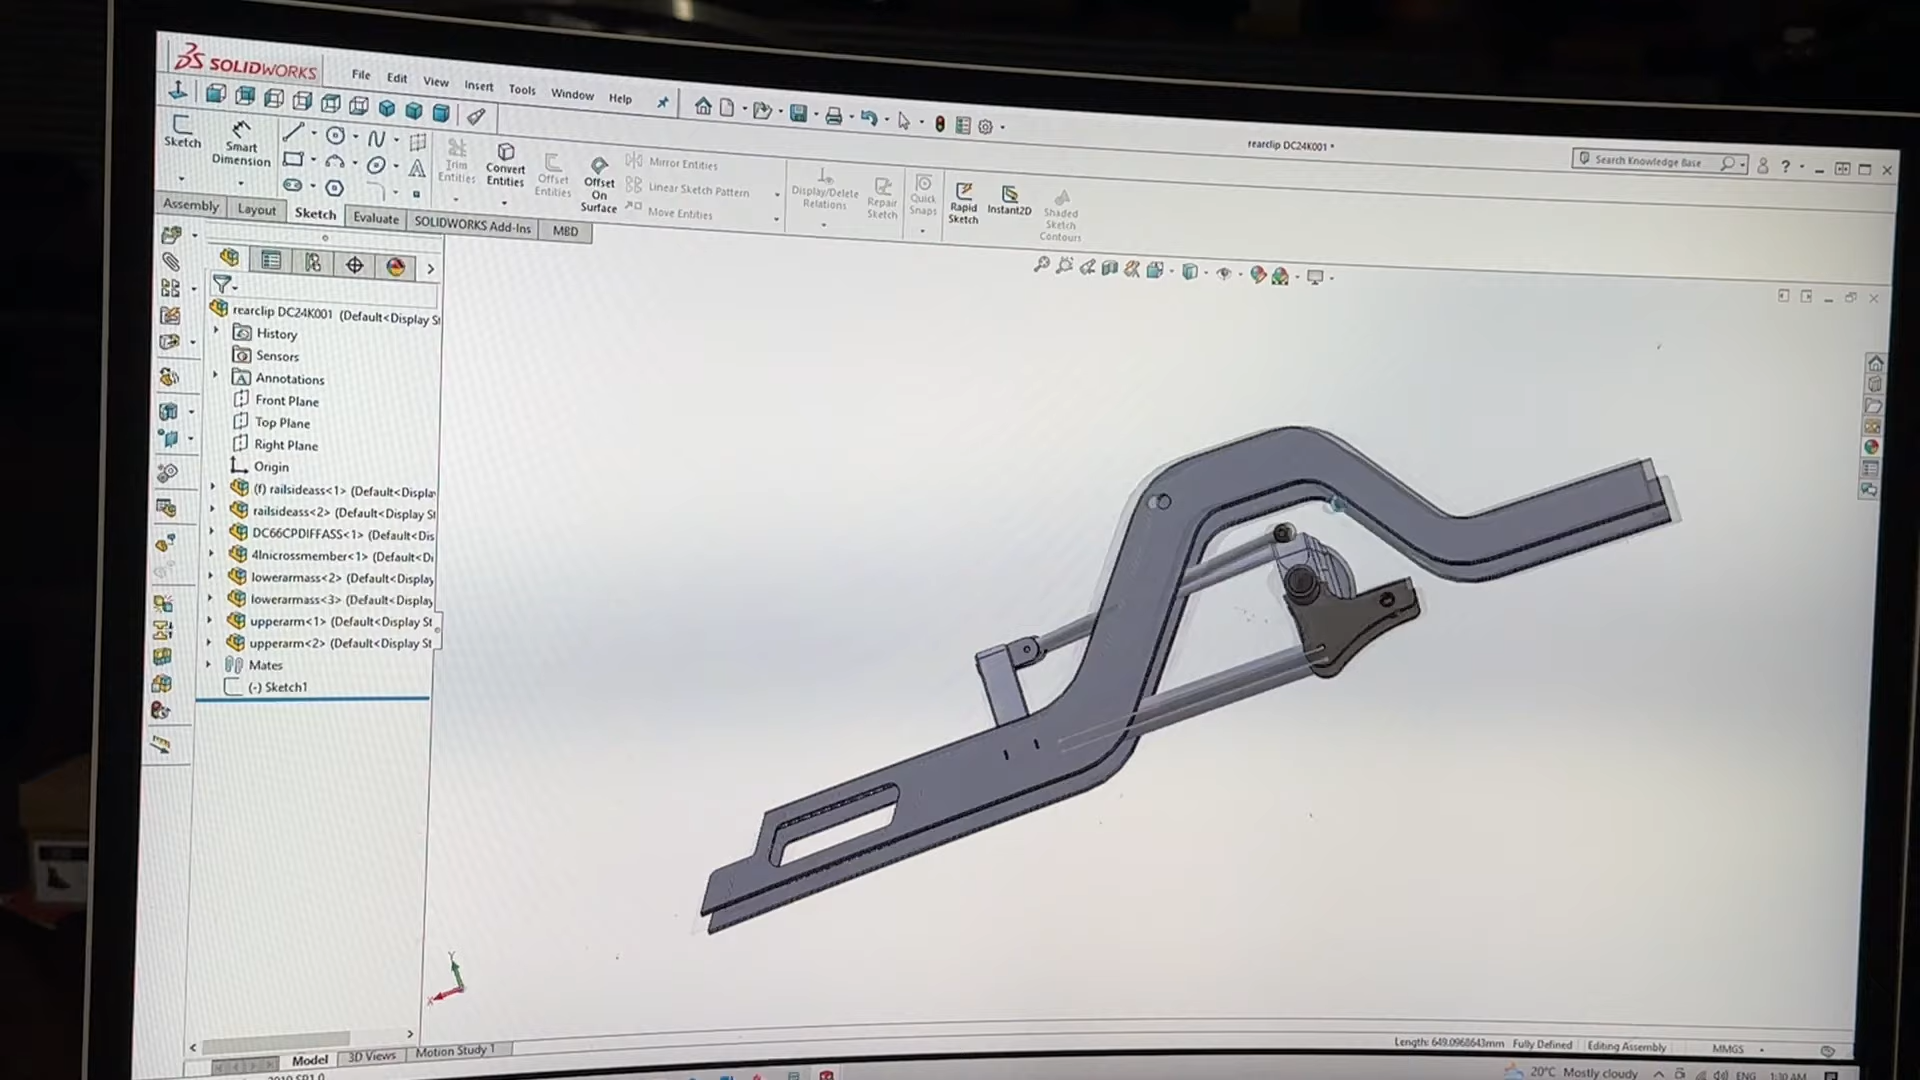 SOLIDWORKS
File Edit View Insert Tools Window Help
rearclip DC24K001 *
Search Knowledge Base
Sketch
Smart Dimension
Trim Entities
Convert Entities
Offset Entities
Offset On Surface
Mirror Entities
Linear Sketch Pattern
Move Entities
Display/Delete Relations
Repair Sketch
Quick Snaps
Rapid Sketch
Instant2D
Shaded Sketch Contours
Assembly Layout Sketch Evaluate SOLIDWORKS Add-Ins MBD
rearclip DC24K001 (Default<Display St
History
Sensors
Annotations
Front Plane
Top Plane
Right Plane
Origin
(f) railsideass<1> (Default<Displa
railsideass<2> (Default<Display St
DC66CPDIFFASS<1> (Default<Dis
4lnicrossmember<1> (Default<Di
lowerarmass<2> (Default<Display
lowerarmass<3> (Default<Display
upperarm<1> (Default<Display St
upperarm<2> (Default<Display St
Mates
(-) Sketch1
Y
X
Model 3D Views Motion Study 1
Length: 649.0968643mm Fully Defined Editing Assembly MMGS
20°C Mostly cloudy ENG 1:30 AM